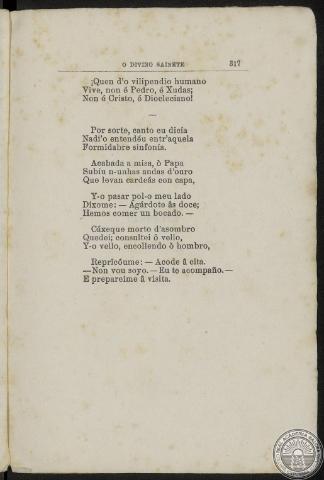 O DIVINO SAINETE 317
¡Quen d'o vilipendio humano
Vive, non é Pedro, é Xudas;
Non é Cristo, é Diocleciano!
—
Por sorte, canto eu dicía
Nadi'o entendéu entr'aquela
Formidabre sinfonía.
Acabada a misa, ô Papa
Subíu n-unhas andas d'ouro
Que levan cardeás con capa,
Y-o pasar pol-o meu lado
Díxome: — Agárdote âs doce;
Hemos comer un bocado. —
Cáxeque morto d'asombro
Quedei; consultei ô vello,
Y-o vello, encollendo ô hombro,
Repricóume: — Acode â cita.
—Non vou soyo. — Eu te acompaño. —
E prepareime â visita.